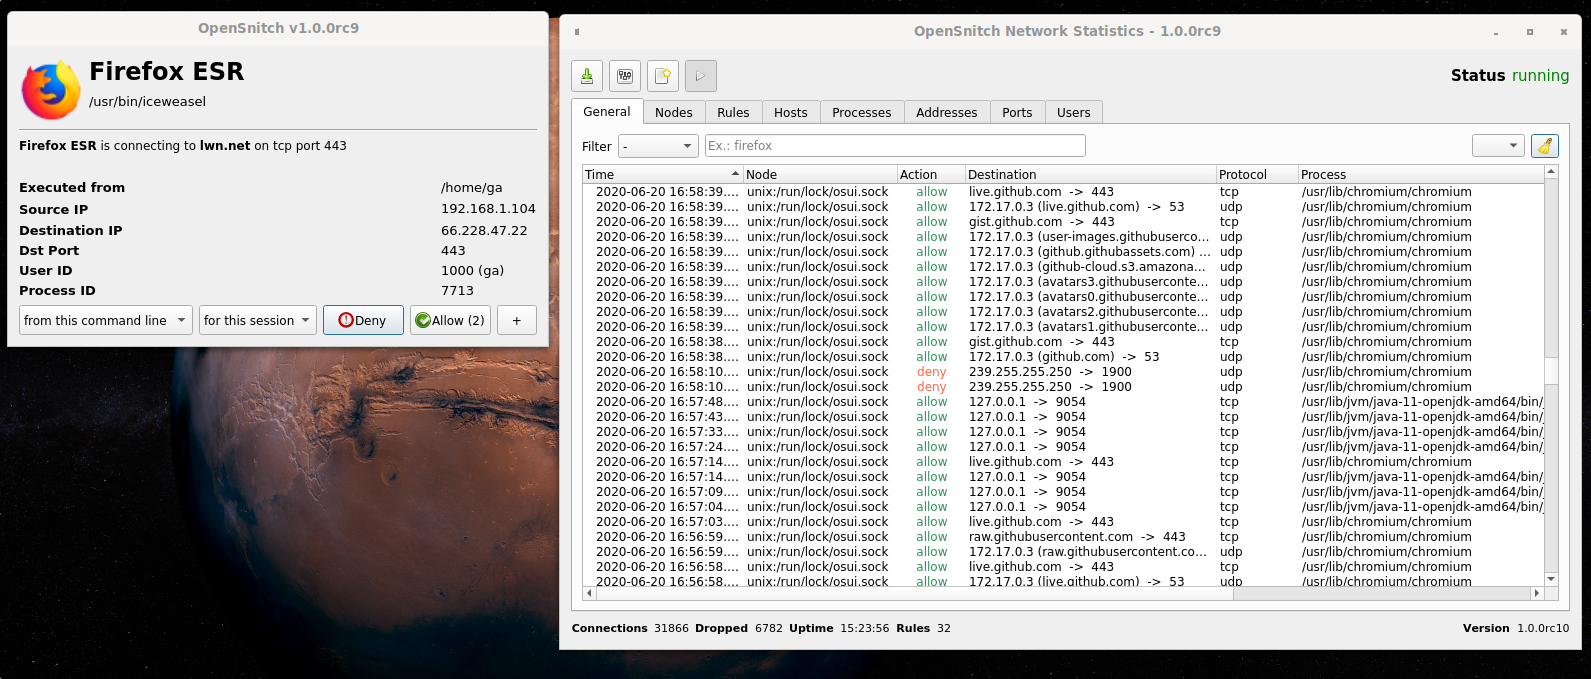 OpenSnitch v1.0.0rc9
Firefox ESR
/usr/bin/iceweasel
Firefox ESR is connecting to lwn.net on tcp port 443
Executed from /home/ga
Source IP 192.168.1.104
Destination IP 66.228.47.22
Dst Port 443
User ID 1000 (ga)
Process ID 7713
from this command line for this session Deny Allow (2) +
OpenSnitch Network Statistics - 1.0.0rc9
Status running
General Nodes Rules Hosts Processes Addresses Ports Users
Filter - Ex.: firefox
Time Node Action Destination Protocol Process
2020-06-20 16:58:39.... unix:/run/lock/osui.sock allow live.github.com -> 443 tcp /usr/lib/chromium/chromium
2020-06-20 16:58:39.... unix:/run/lock/osui.sock allow 172.17.0.3 (live.github.com) -> 53 udp /usr/lib/chromium/chromium
2020-06-20 16:58:39.... unix:/run/lock/osui.sock allow gist.github.com -> 443 tcp /usr/lib/chromium/chromium
2020-06-20 16:58:39.... unix:/run/lock/osui.sock allow 172.17.0.3 (user-images.githubuserco... udp /usr/lib/chromium/chromium
2020-06-20 16:58:39.... unix:/run/lock/osui.sock allow 172.17.0.3 (github.githubassets.com) ... udp /usr/lib/chromium/chromium
2020-06-20 16:58:39.... unix:/run/lock/osui.sock allow 172.17.0.3 (github-cloud.s3.amazona... udp /usr/lib/chromium/chromium
2020-06-20 16:58:39.... unix:/run/lock/osui.sock allow 172.17.0.3 (avatars3.githubuserconte... udp /usr/lib/chromium/chromium
2020-06-20 16:58:39.... unix:/run/lock/osui.sock allow 172.17.0.3 (avatars0.githubuserconte... udp /usr/lib/chromium/chromium
2020-06-20 16:58:39.... unix:/run/lock/osui.sock allow 172.17.0.3 (avatars2.githubuserconte... udp /usr/lib/chromium/chromium
2020-06-20 16:58:39.... unix:/run/lock/osui.sock allow 172.17.0.3 (avatars1.githubuserconte... udp /usr/lib/chromium/chromium
2020-06-20 16:58:38.... unix:/run/lock/osui.sock allow gist.github.com -> 443 tcp /usr/lib/chromium/chromium
2020-06-20 16:58:38.... unix:/run/lock/osui.sock allow 172.17.0.3 (github.com) -> 53 udp /usr/lib/chromium/chromium
2020-06-20 16:58:10.... unix:/run/lock/osui.sock deny 239.255.255.250 -> 1900 udp /usr/lib/chromium/chromium
2020-06-20 16:58:10.... unix:/run/lock/osui.sock deny 239.255.255.250 -> 1900 udp /usr/lib/chromium/chromium
2020-06-20 16:57:48.... unix:/run/lock/osui.sock allow 127.0.0.1 -> 9054 tcp /usr/lib/jvm/java-11-openjdk-amd64/bin/
2020-06-20 16:57:43.... unix:/run/lock/osui.sock allow 127.0.0.1 -> 9054 tcp /usr/lib/jvm/java-11-openjdk-amd64/bin/
2020-06-20 16:57:33.... unix:/run/lock/osui.sock allow 127.0.0.1 -> 9054 tcp /usr/lib/jvm/java-11-openjdk-amd64/bin/
2020-06-20 16:57:24.... unix:/run/lock/osui.sock allow 127.0.0.1 -> 9054 tcp /usr/lib/jvm/java-11-openjdk-amd64/bin/
2020-06-20 16:57:14.... unix:/run/lock/osui.sock allow live.github.com -> 443 tcp /usr/lib/chromium/chromium
2020-06-20 16:57:14.... unix:/run/lock/osui.sock allow 127.0.0.1 -> 9054 tcp /usr/lib/jvm/java-11-openjdk-amd64/bin/
2020-06-20 16:57:09.... unix:/run/lock/osui.sock allow 127.0.0.1 -> 9054 tcp /usr/lib/jvm/java-11-openjdk-amd64/bin/
2020-06-20 16:57:04.... unix:/run/lock/osui.sock allow 127.0.0.1 -> 9054 tcp /usr/lib/jvm/java-11-openjdk-amd64/bin/
2020-06-20 16:57:03.... unix:/run/lock/osui.sock allow live.github.com -> 443 tcp /usr/lib/chromium/chromium
2020-06-20 16:56:59.... unix:/run/lock/osui.sock allow raw.githubusercontent.com -> 443 tcp /usr/lib/chromium/chromium
2020-06-20 16:56:59.... unix:/run/lock/osui.sock allow 172.17.0.3 (raw.githubusercontent.co... udp /usr/lib/chromium/chromium
2020-06-20 16:56:58.... unix:/run/lock/osui.sock allow live.github.com -> 443 tcp /usr/lib/chromium/chromium
2020-06-20 16:56:58.... unix:/run/lock/osui.sock allow 172.17.0.3 (live.github.com) -> 53 udp /usr/lib/chromium/chromium
Connections 31866 Dropped 6782 Uptime 15:23:56 Rules 32 Version 1.0.0rc10